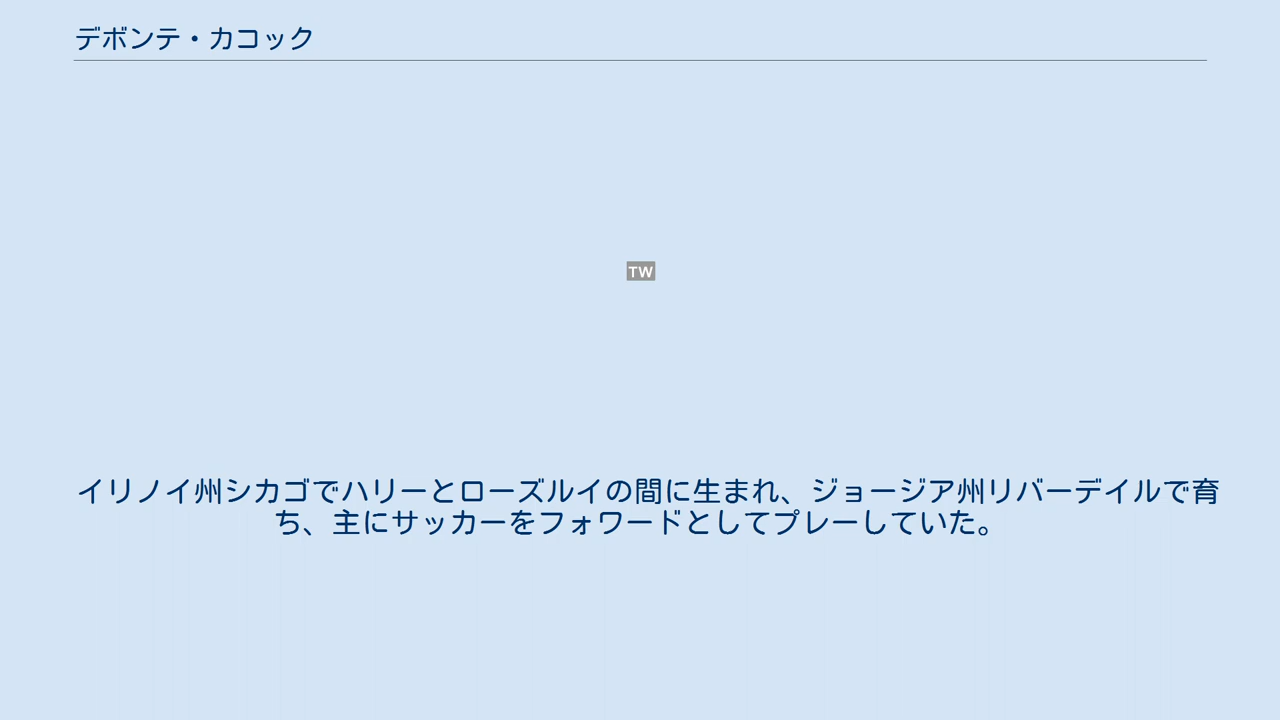 デボンテ・カコック
TW
イリノイ州シカゴでハリーとローズルイの間に生まれ、ジョージア州リバーデイルで育
ち、主にサッカーをフォワードとしてプレーしていた。